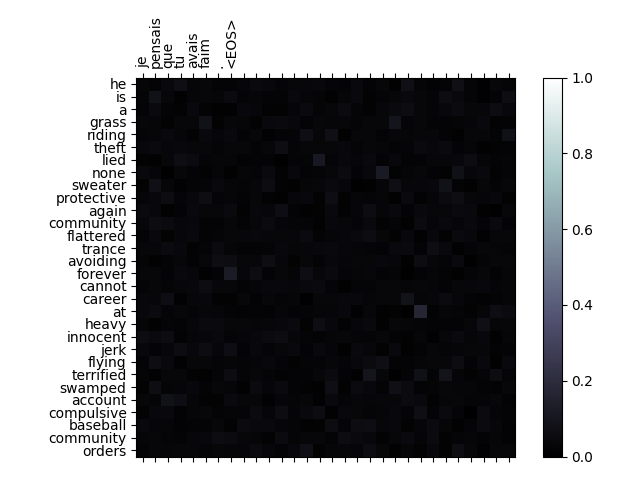 je
pensais
que
tu
avais
faim
.
<EOS>
he
is
a
grass
riding
theft
lied
none
sweater
protective
again
community
flattered
trance
avoiding
forever
cannot
career
at
heavy
innocent
jerk
flying
terrified
swamped
account
compulsive
baseball
community
orders
1.0
0.8
0.6
0.4
0.2
0.0